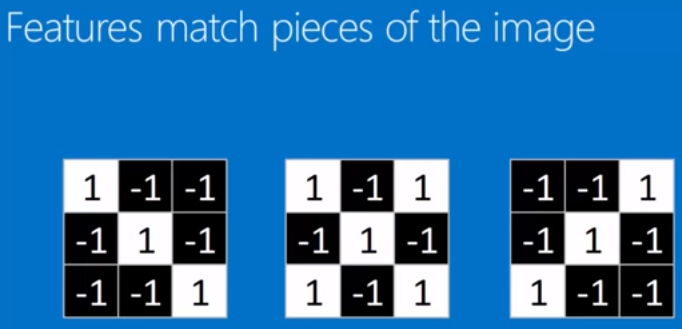 Features match pieces of the image
1 -1 -1 1 -1 1 -1 -1 1
-1 1 -1 -1 1 -1 -1 1 -1
-1 -1 1 1 -1 1 1 -1 -1